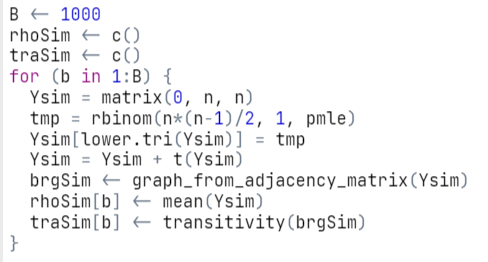 B <- 1000
rhoSim <- c()
traSim <- c()
for (b in 1:B) {
  Ysim = matrix(0, n, n)
  tmp = rbinom(n*(n-1)/2, 1, pmle)
  Ysim[lower.tri(Ysim)] = tmp
  Ysim = Ysim + t(Ysim)
  brgSim <- graph_from_adjacency_matrix(Ysim)
  rhoSim[b] <- mean(Ysim)
  traSim[b] <- transitivity(brgSim)
}